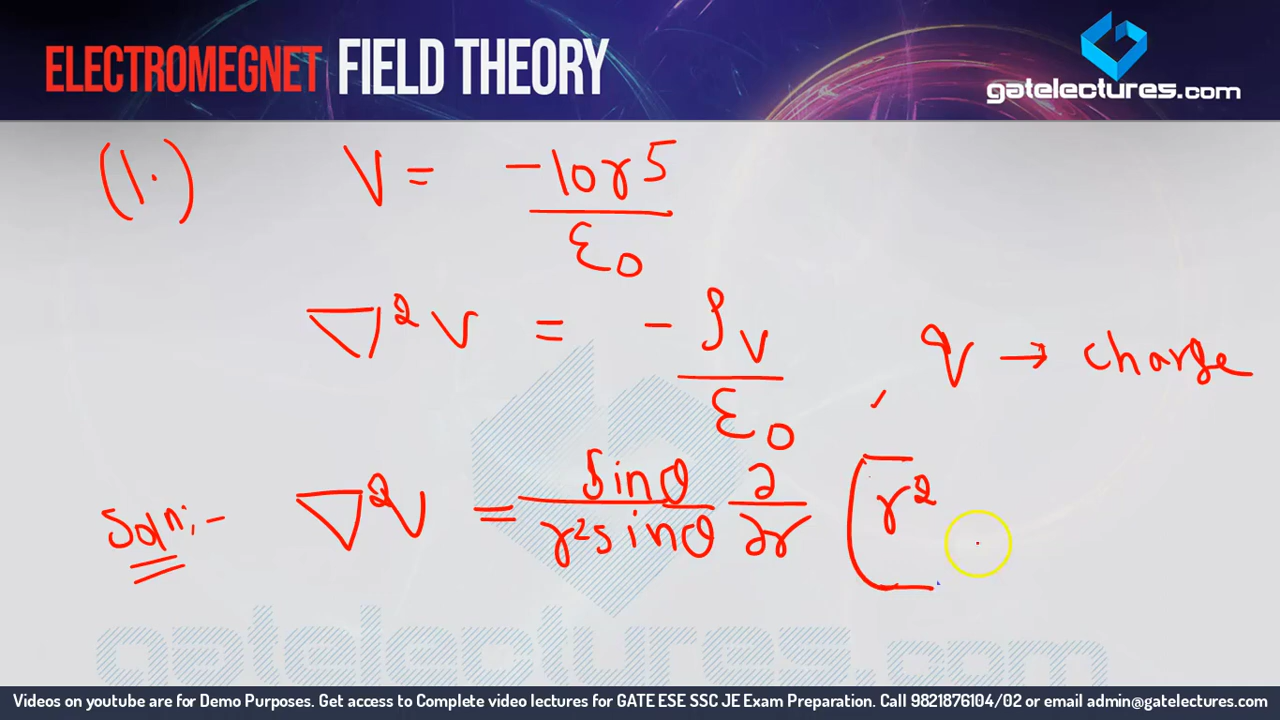 ELECTROMEGNET FIELD THEORY
gatelectures.com
(1.) V = -10r5 / ε0
∇2V = -ρV / ε0 , q → charge
Soln:- ∇2V = Sinθ / r2sinθ ∂/∂r [r2
gatelectures.com
Videos on youtube are for Demo Purposes. Get access to Complete video lectures for GATE ESE SSC JE Exam Preparation. Call 9821876104/02 or email admin@gatelectures.com